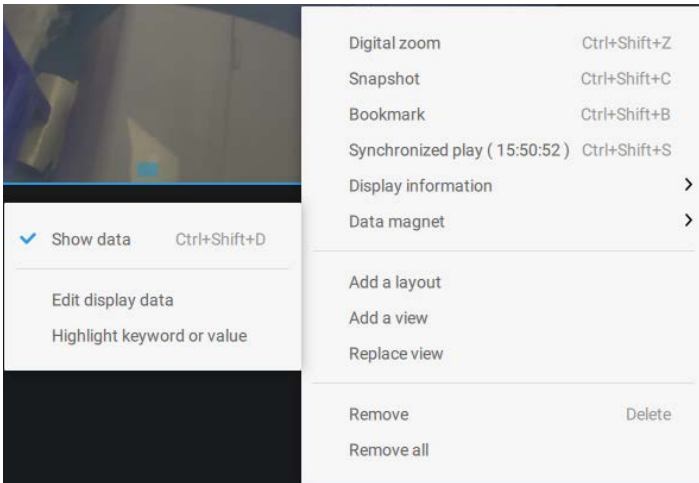 Digital zoom Ctrl+Shift+Z
Snapshot Ctrl+Shift+C
Bookmark Ctrl+Shift+B
Synchronized play ( 15:50:52 ) Ctrl+Shift+S
Display information
Data magnet
Show data Ctrl+Shift+D
Edit display data
Highlight keyword or value
Add a layout
Add a view
Replace view
Remove Delete
Remove all